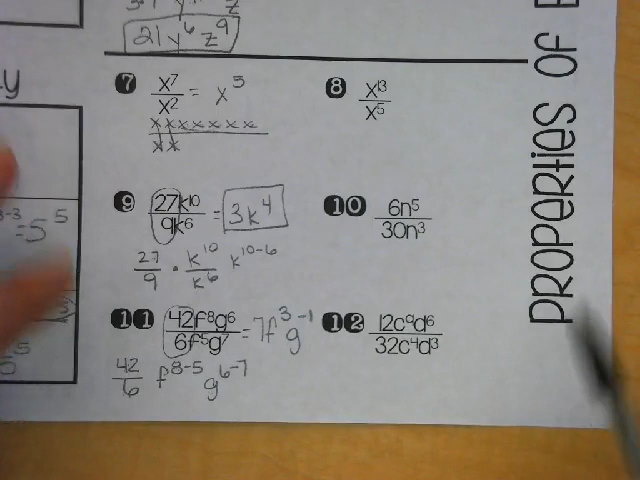 21y⁶z⁹
7 x⁷/x² = x⁵
xxxxxxx
xx
8 x¹³/x⁵
9 27k¹⁰/9k⁶ = 3k⁴
27/9 · k¹⁰/k⁶ k¹⁰⁻⁶
10 6n⁵/30n³
11 42f⁸g⁶/6f⁵g⁷ = 7f³g⁻¹
42/6 f⁸⁻⁵ g⁶⁻⁷
12 12c⁹d⁶/32c⁴d³
=5⁵
PROPERTIES OF